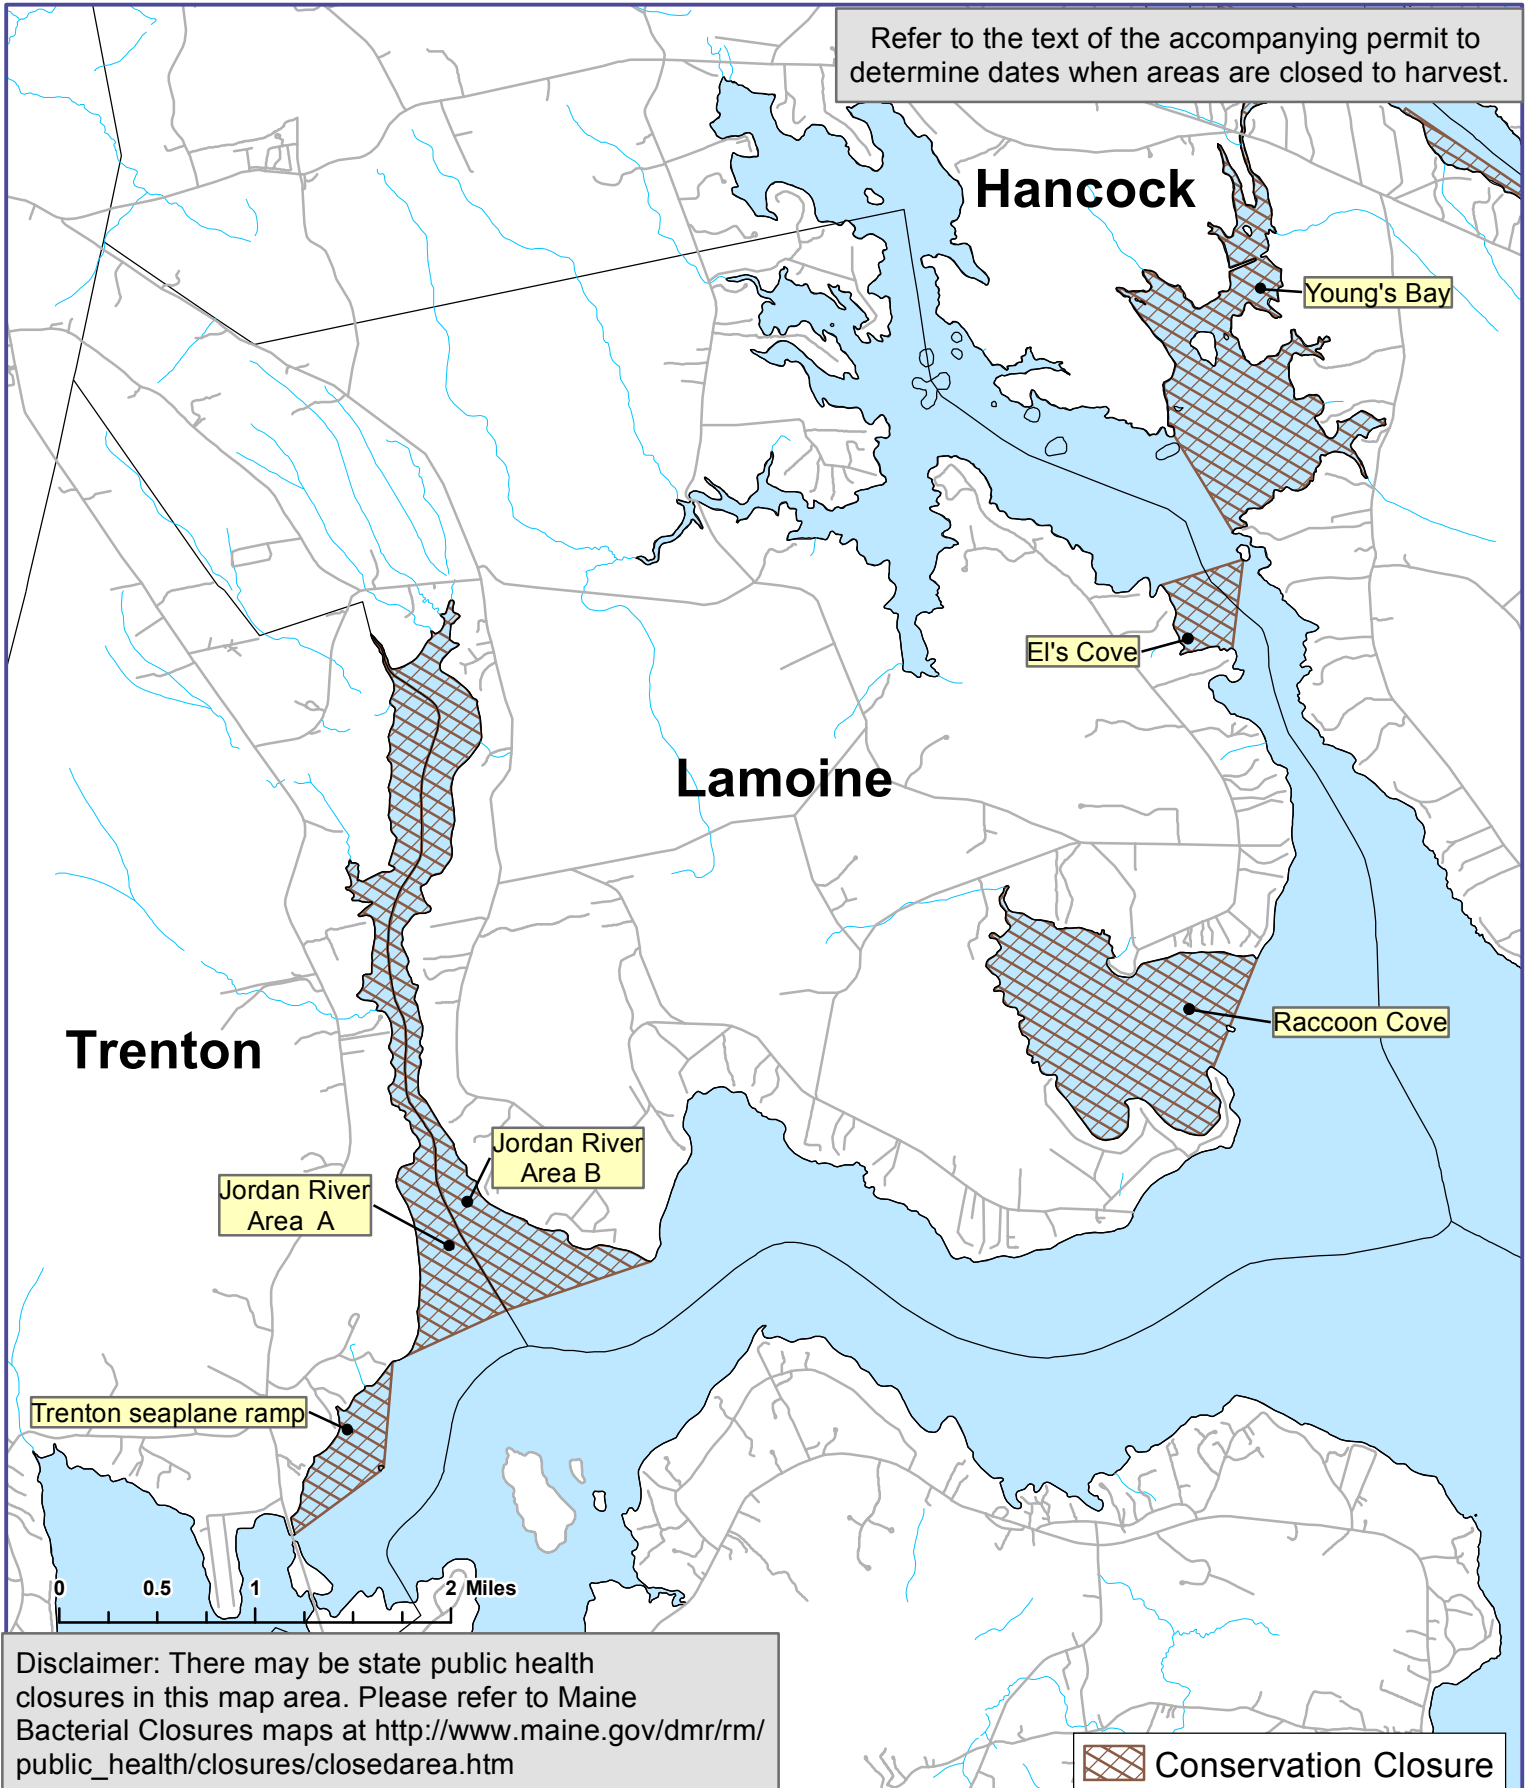 Refer to the text of the accompanying permit to
determine dates when areas are closed to harvest.
Hancock
Young's Bay
El's Cove
Lamoine
Raccoon Cove
Trenton
Jordan River
Area B
Jordan River
Area A
Trenton seaplane ramp
0 0.5 1 2 Miles
Disclaimer: There may be state public health
closures in this map area. Please refer to Maine
Bacterial Closures maps at http://www.maine.gov/dmr/rm/
public_health/closures/closedarea.htm
Conservation Closure